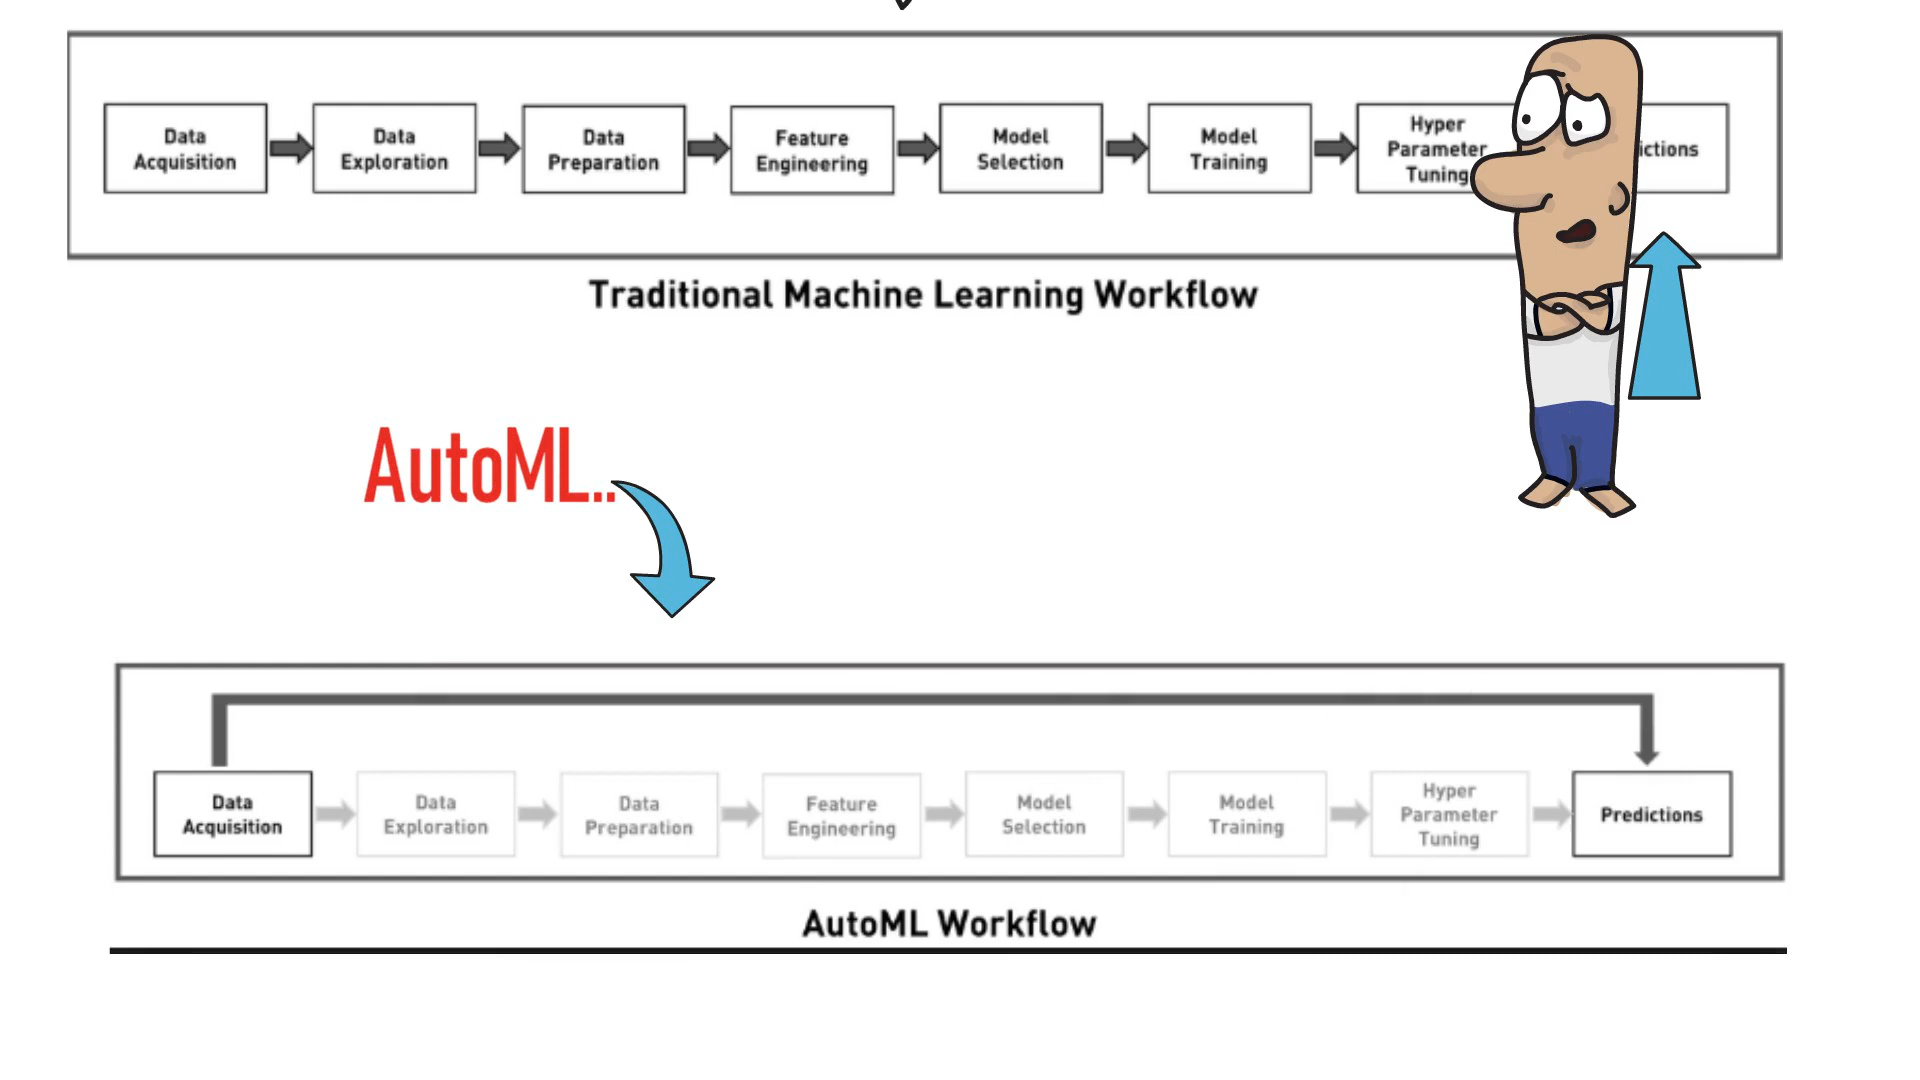 Data
Acquisition
Data
Exploration
Data
Preparation
Feature
Engineering
Model
Selection
Model
Training
Hyper
Parameter
Tuning
ictions
Traditional Machine Learning Workflow
AutoML..
Data
Acquisition
Data
Exploration
Data
Preparation
Feature
Engineering
Model
Selection
Model
Training
Hyper
Parameter
Tuning
Predictions
AutoML Workflow